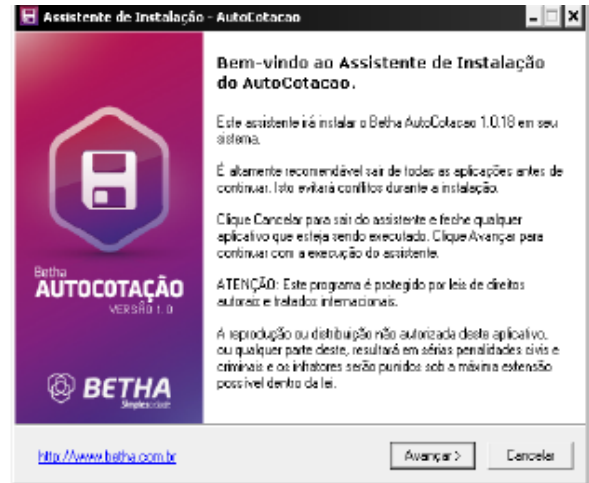 Assistente de Instalação - AutoCotacao
Bem-vindo ao Assistente de Instalação
do AutoCotacao.
Este assistente irá instalar o Betha AutoCotacao 1.0.18 em seu
sistema.
É altamente recomendável sair de todas as aplicações antes de
continuar. Isto evitará conflitos durante a instalação.
Clique Cancelar para sair do assistente e feche qualquer
aplicativo que esteja sendo executado. Clique Avançar para
continuar com a execução do assistente.
ATENÇÃO: Este programa é protegido por leis de direitos
autorais e tratados internacionais.
A reprodução ou distribuição não autorizada deste aplicativo,
ou qualquer parte deste, resultará em sérias penalidades civis e
criminais e os infratores serão punidos sob a máxima extensão
possível dentro da lei.
Betha
AUTOCOTAÇÃO
VERSÃO 1.0
BETHA
http://www.betha.com.br
Avançar >
Cancelar